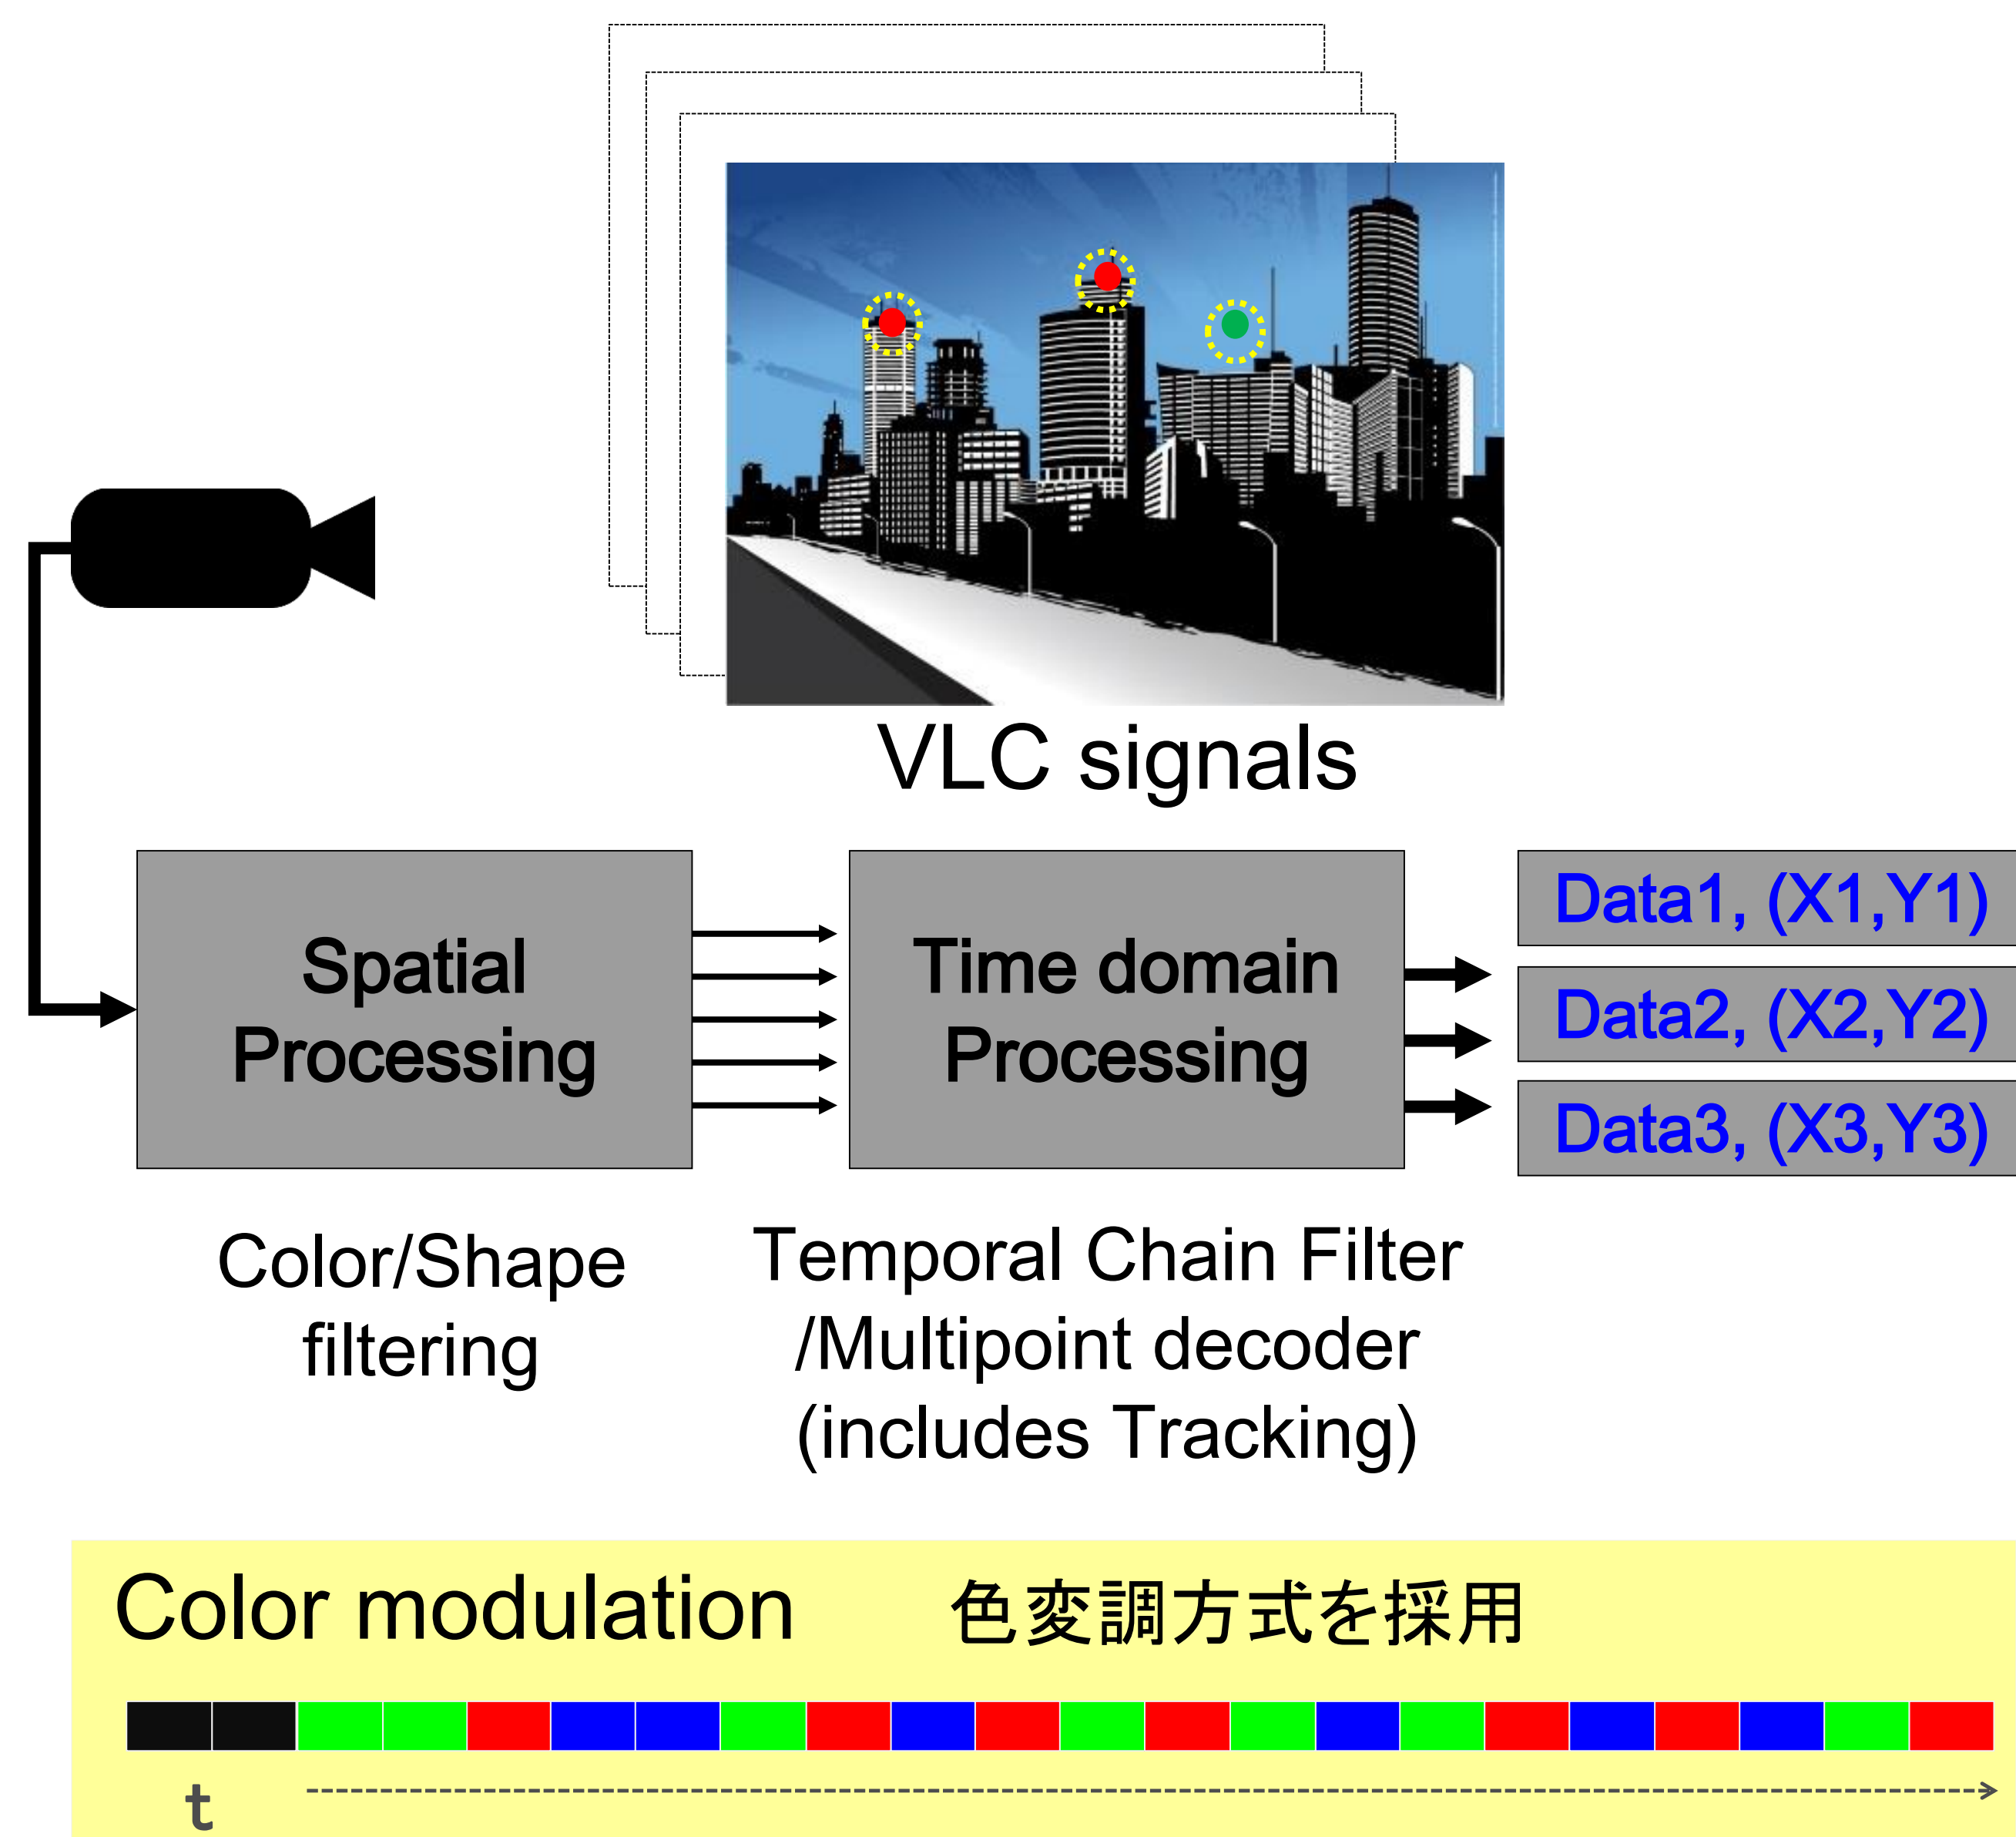 VLC signals
Spatial
Processing
Time domain
Processing
Data1, (X1,Y1)
Data2, (X2,Y2)
Data3, (X3,Y3)
Color/Shape
filtering
Temporal Chain Filter
/Multipoint decoder
(includes Tracking)
Color modulation 色変調方式を採用
t